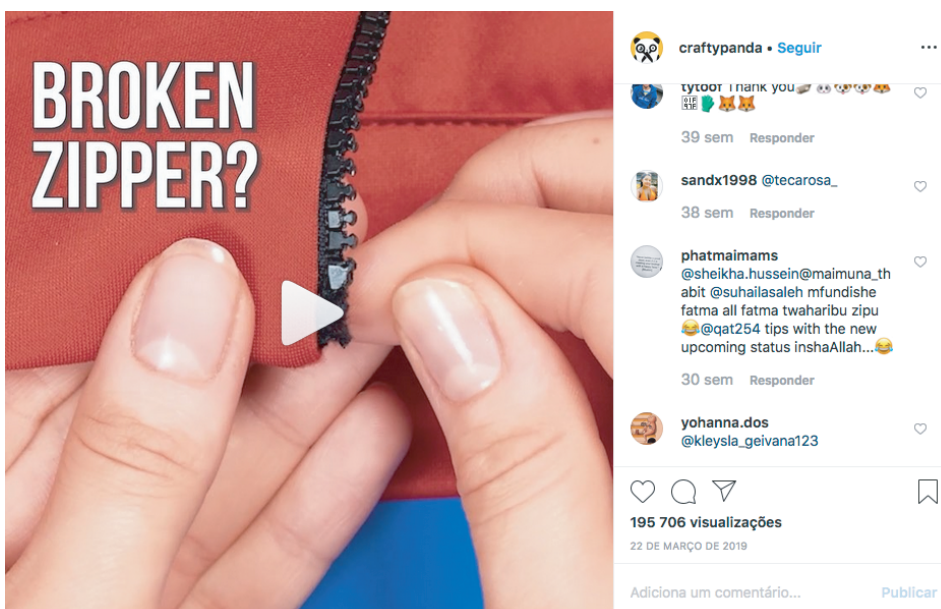 BROKEN
ZIPPER?
craftypanda • Seguir
tytoof Thank you
39 sem Responder
sandx1998 @tecarosa_
38 sem Responder
phatmaimams
@sheikha.hussein@maimuna_th
abit @suhailasaleh mfundishe
fatma all fatma twaharibu zipu
😂@qat254 tips with the new
upcoming status inshaAllah...😂
30 sem Responder
yohanna.dos
@kleysla_geivana123
195 706 visualizações
22 DE MARÇO DE 2019
Adiciona um comentário... Publicar